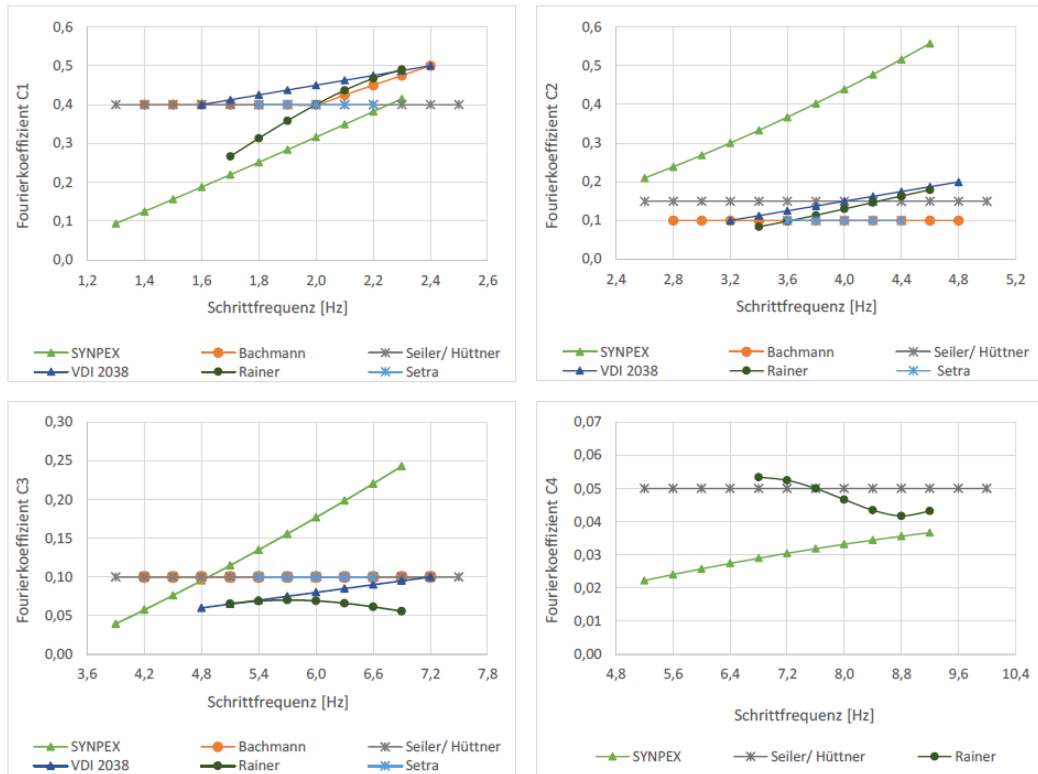 0,6
0,5
0,4
0,3
0,2
0,1
0,0
Fourierkoeffizient C1
1,2 1,4 1,6 1,8 2,0 2,2 2,4 2,6
Schrittfrequenz [Hz]
SYNPEX Bachmann Seiler/ Hüttner
VDI 2038 Rainer Setra
0,6
0,5
0,4
0,3
0,2
0,1
0,0
Fourierkoeffizient C2
2,4 2,8 3,2 3,6 4,0 4,4 4,8 5,2
Schrittfrequenz [Hz]
SYNPEX Bachmann Seiler/ Hüttner
VDI 2038 Rainer Setra
0,30
0,25
0,20
0,15
0,10
0,05
0,00
Fourierkoeffizient C3
3,6 4,2 4,8 5,4 6,0 6,6 7,2 7,8
Schrittfrequenz [Hz]
SYNPEX Bachmann Seiler/ Hüttner
VDI 2038 Rainer Setra
0,07
0,06
0,05
0,04
0,03
0,02
0,01
0,00
Fourierkoeffizient C4
4,8 5,6 6,4 7,2 8,0 8,8 9,6 10,4
Schrittfrequenz [Hz]
SYNPEX Seiler/ Hüttner Rainer